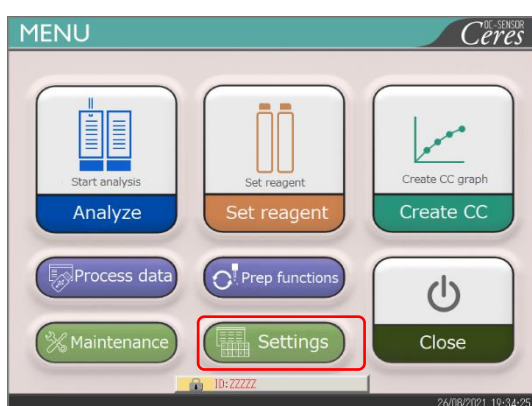 MENU
OC-SENSOR
Ceres
Start analysis
Analyze
Set reagent
Set reagent
Create CC graph
Create CC
Process data
Prep functions
Maintenance
Settings
Close
ID:ZZZZZ
26/08/2021 19:34:25